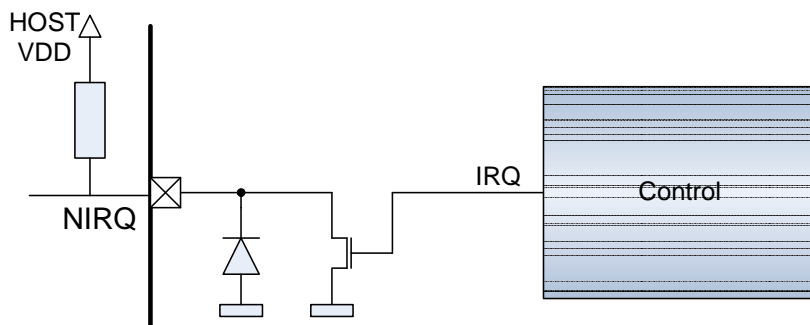 HOST
VDD
NIRQ
IRQ
Control